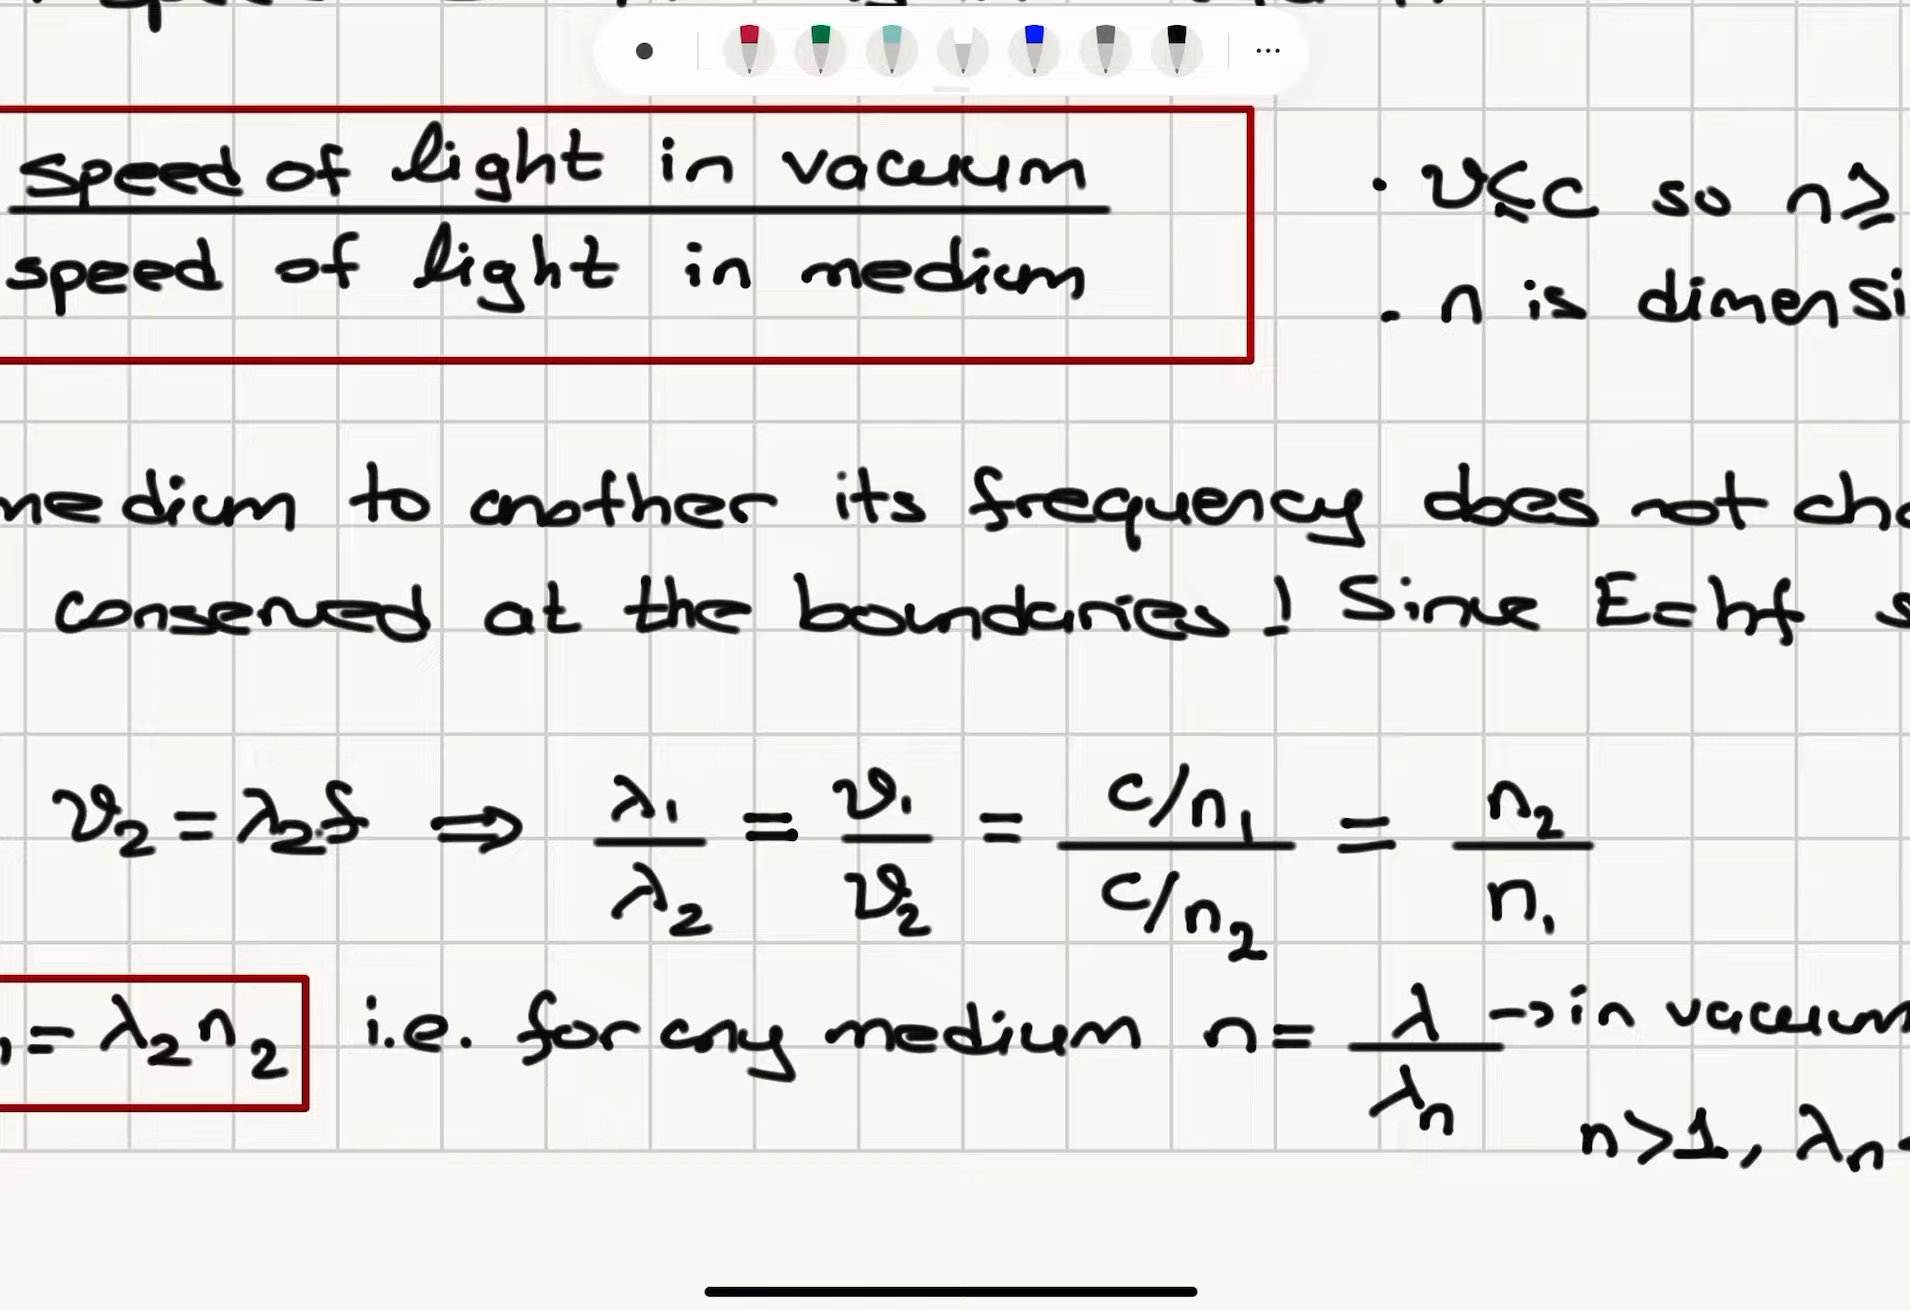 speed of light in vacuum
speed of light in medium
· v≤c so n≥
. n is dimensi
medium to another its frequency does not cha
conserved at the boundaries! Since E=hf s
v₂ = λ₂.f ⇒ λ₁/λ₂ = v₁/v₂ = (c/n₁)/(c/n₂) = n₂/n₁
= λ₂n₂ i.e. for any medium n = λ/λn → in vacuum
n>1, λn